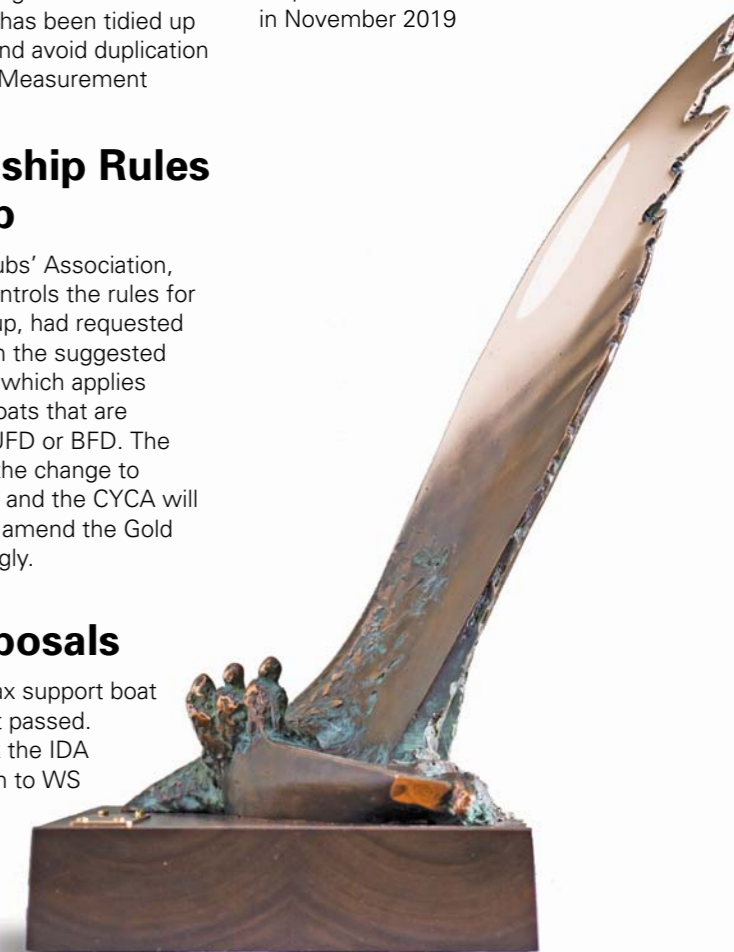 has been tidied up
nd avoid duplication
Measurement
in November 2019
ship Rules
p
ubs' Association,
ntrols the rules for
up, had requested
n the suggested
which applies
oats that are
UFD or BFD. The
the change to
and the CYCA will
amend the Gold
gly.
posals
ax support boat
t passed.
the IDA
n to WS